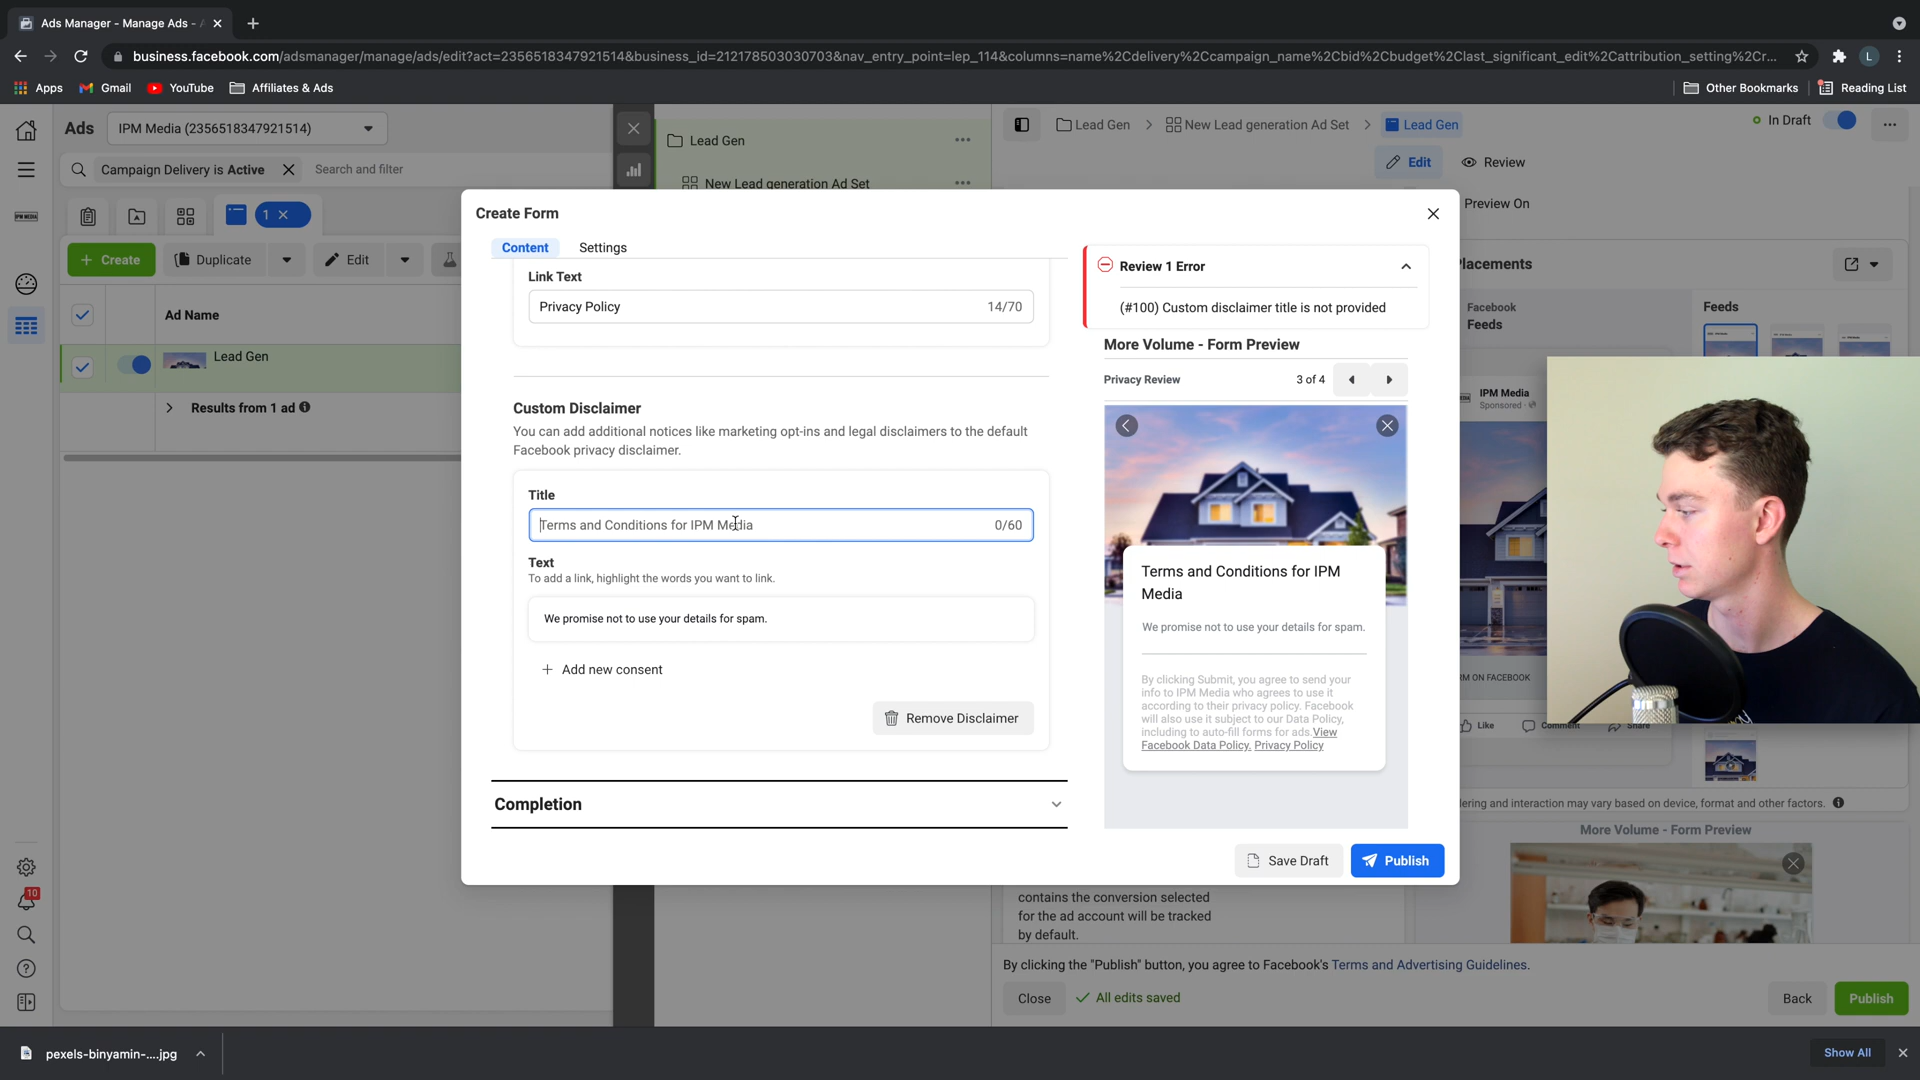 Ads Manager - Manage Ads - A
business.facebook.com/adsmanager/manage/ads/edit?act=2356518347921514&business_id=212178503030703&nav_entry_point=lep_114&columns=name%2Cdelivery%2Ccampaign_name%2Cbid%2Cbudget%2Clast_significant_edit%2Cattribution_setting%2Cr...
L
Apps
Gmail
YouTube
Affiliates & Ads
Other Bookmarks
Reading List
Ads
IPM Media (2356518347921514)
Campaign Delivery is Active
Search and filter
1
Create
Duplicate
Edit
Ad Name
Lead Gen
Results from 1 ad
IPM MEDIA
10
Lead Gen
New Lead generation Ad Set
Lead Gen
New Lead generation Ad Set
Lead Gen
In Draft
Edit
Review
Preview On
Create Form
Content
Settings
Link Text
Privacy Policy
14/70
Custom Disclaimer
You can add additional notices like marketing opt-ins and legal disclaimers to the default
Facebook privacy disclaimer.
Title
Terms and Conditions for IPM Media
0/60
Text
To add a link, highlight the words you want to link.
We promise not to use your details for spam.
Add new consent
Remove Disclaimer
Completion
Review 1 Error
(#100) Custom disclaimer title is not provided
More Volume - Form Preview
Privacy Review
3 of 4
Terms and Conditions for IPM
Media
We promise not to use your details for spam.
By clicking Submit, you agree to send your
info to IPM Media who agrees to use it
according to their privacy policy. Facebook
will also use it subject to our Data Policy,
including to auto-fill forms for ads.View
Facebook Data Policy. Privacy Policy
Save Draft
Publish
Placements
Facebook
Feeds
Feeds
IPM Media
Sponsored
RM ON FACEBOOK
Like
Comment
Share
dering and interaction may vary based on device, format and other factors.
More Volume - Form Preview
contains the conversion selected
for the ad account will be tracked
by default.
By clicking the "Publish" button, you agree to Facebook's Terms and Advertising Guidelines.
Close
All edits saved
Back
Publish
pexels-binyamin-....jpg
Show All